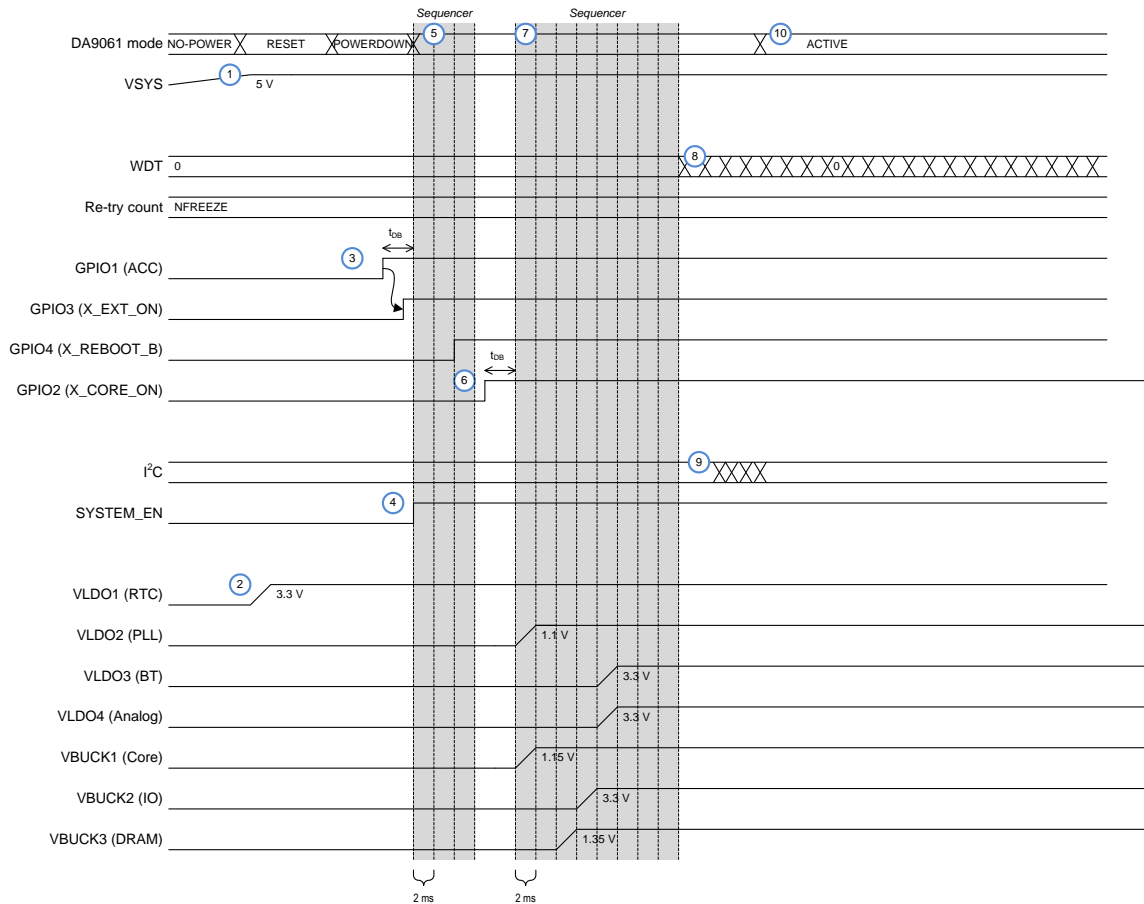 Sequencer Sequencer
DA9061 mode NO-POWER RESET POWERDOWN 5 7 10 ACTIVE
VSYS 1 5 V
WDT 0 8 0
Re-try count NFREEZE
tDB
GPIO1 (ACC) 3
GPIO3 (X_EXT_ON)
GPIO4 (X_REBOOT_B)
tDB
GPIO2 (X_CORE_ON) 6
I2C 9
SYSTEM_EN 4
VLDO1 (RTC) 2 3.3 V
VLDO2 (PLL) 1.1 V
VLDO3 (BT) 3.3 V
VLDO4 (Analog) 3.3 V
VBUCK1 (Core) 1.15 V
VBUCK2 (IO) 3.3 V
VBUCK3 (DRAM) 1.35 V
2 ms 2 ms